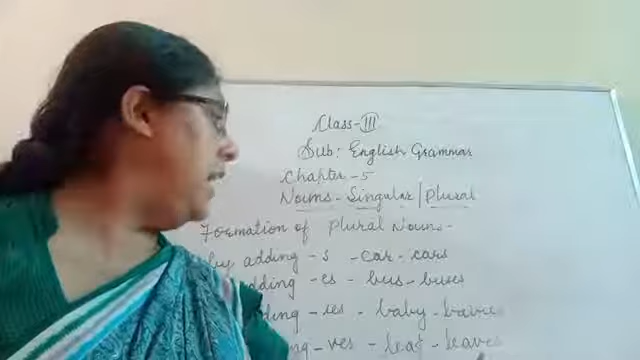 Class-III
Sub: English Grammar
Chapter-5
Nouns-Singular/Plural
Formation of Plural Nouns-
by adding -s -car-cars
adding -es - bus-buses
-ies - baby-babies
-ves - leaf-leaves